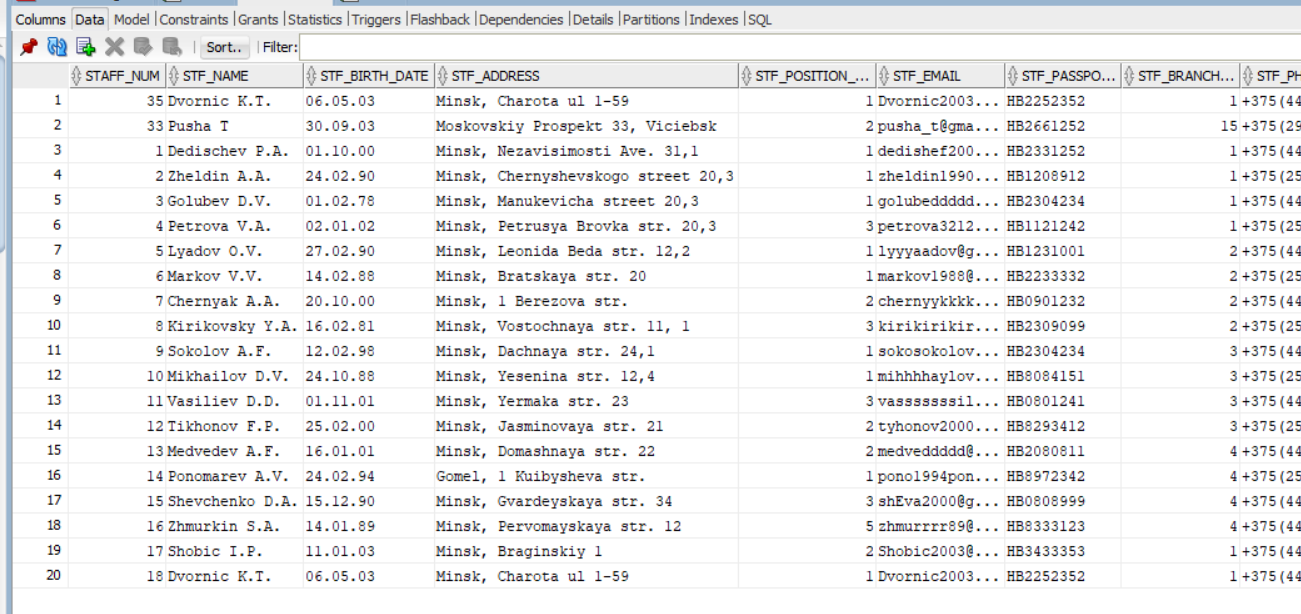 Columns Data Model Constraints Grants Statistics Triggers Flashback Dependencies Details Partitions Indexes SQL
Sort.. Filter:
STAFF_NUM STF_NAME STF_BIRTH_DATE STF_ADDRESS STF_POSITION_... STF_EMAIL STF_PASSPO... STF_BRANCH... STF_PH
1 35 Dvornic K.T. 06.05.03 Minsk, Charota ul 1-59 1 Dvornic2003... HB2252352 1 +375(44
2 33 Pusha T 30.09.03 Moskovskiy Prospekt 33, Viciebsk 2 pusha_t@gma... HB2661252 15 +375(29
3 1 Dedischev P.A. 01.10.00 Minsk, Nezavisimosti Ave. 31,1 1 dedishef200... HB2331252 1 +375(44
4 2 Zheldin A.A. 24.02.90 Minsk, Chernyshevskogo street 20,3 1 zheldin1990... HB1208912 1 +375(25
5 3 Golubev D.V. 01.02.78 Minsk, Manukevicha street 20,3 1 golubeddddd... HB2304234 1 +375(44
6 4 Petrova V.A. 02.01.02 Minsk, Petrusya Brovka str. 20,3 3 petrova3212... HB1121242 1 +375(25
7 5 Lyadov O.V. 27.02.90 Minsk, Leonida Beda str. 12,2 1 lyyyaadov@g... HB1231001 2 +375(44
8 6 Markov V.V. 14.02.88 Minsk, Bratskaya str. 20 1 markov1988@... HB2233332 2 +375(25
9 7 Chernyak A.A. 20.10.00 Minsk, 1 Berezova str. 2 chernyykkkk... HB0901232 2 +375(44
10 8 Kirikovsky Y.A. 16.02.81 Minsk, Vostochnaya str. 11, 1 3 kirikirikir... HB2309099 2 +375(25
11 9 Sokolov A.F. 12.02.98 Minsk, Dachnaya str. 24,1 1 sokosokolov... HB2304234 3 +375(44
12 10 Mikhailov D.V. 24.10.88 Minsk, Yesenina str. 12,4 1 mihhhhaylov... HB8084151 3 +375(25
13 11 Vasiliev D.D. 01.11.01 Minsk, Yermaka str. 23 3 vasssssssil... HB0801241 3 +375(44
14 12 Tikhonov F.P. 25.02.00 Minsk, Jasminovaya str. 21 2 tyhonov2000... HB8293412 3 +375(25
15 13 Medvedev A.F. 16.01.01 Minsk, Domashnaya str. 22 2 medveddddd@... HB2080811 4 +375(44
16 14 Ponomarev A.V. 24.02.94 Gomel, 1 Kuibysheva str. 1 pono1994pon... HB8972342 4 +375(25
17 15 Shevchenko D.A. 15.12.90 Minsk, Gvardeyskaya str. 34 3 shEva2000@g... HB0808999 4 +375(44
18 16 Zhmurkin S.A. 14.01.89 Minsk, Pervomayskaya str. 12 5 zhmurrrr89@... HB8333123 4 +375(44
19 17 Shobic I.P. 11.01.03 Minsk, Braginskiy 1 2 Shobic2003@... HB3433353 1 +375(44
20 18 Dvornic K.T. 06.05.03 Minsk, Charota ul 1-59 1 Dvornic2003... HB2252352 1 +375(44